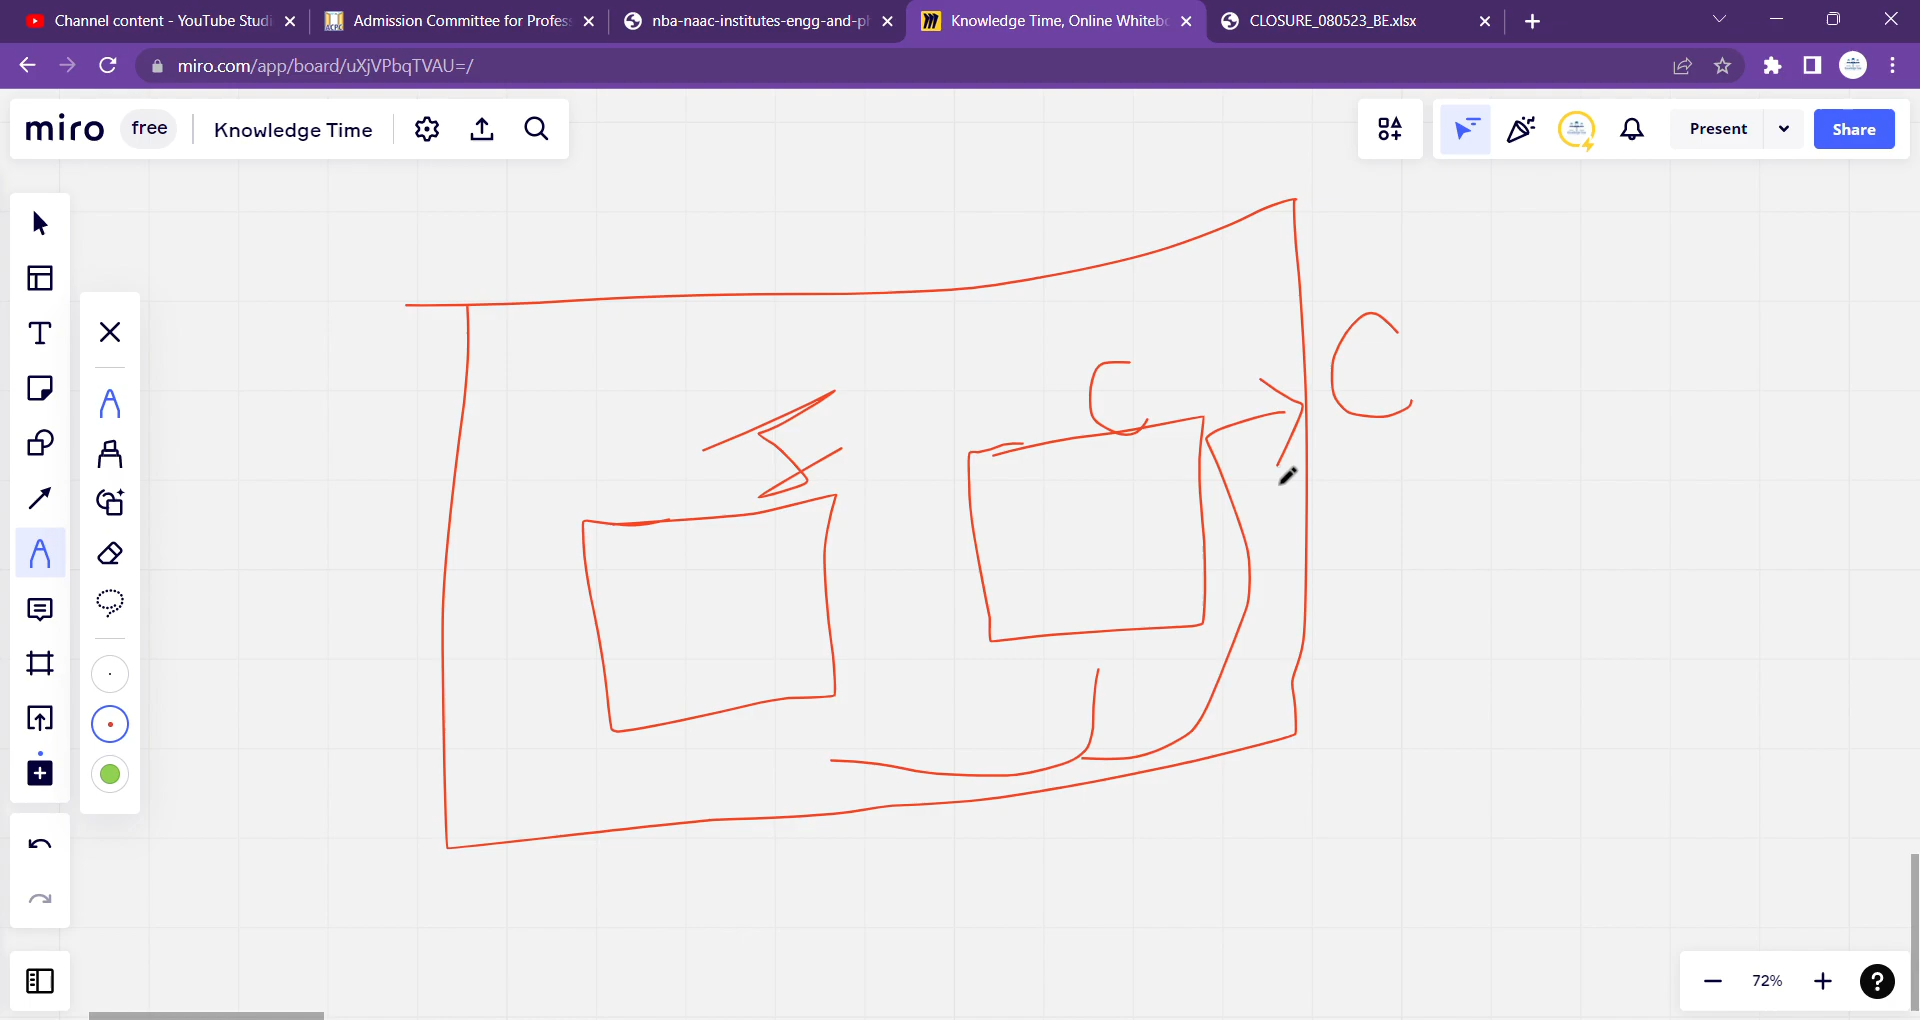 Channel content - YouTube Studi
Admission Committee for Profes
nba-naac-institutes-engg-and-ph
Knowledge Time, Online Whitebo
CLOSURE_080523_BE.xlsx
miro.com/app/board/uXjVPbqTVAU=/
miro free Knowledge Time
Present
Share
I
C
C
72%